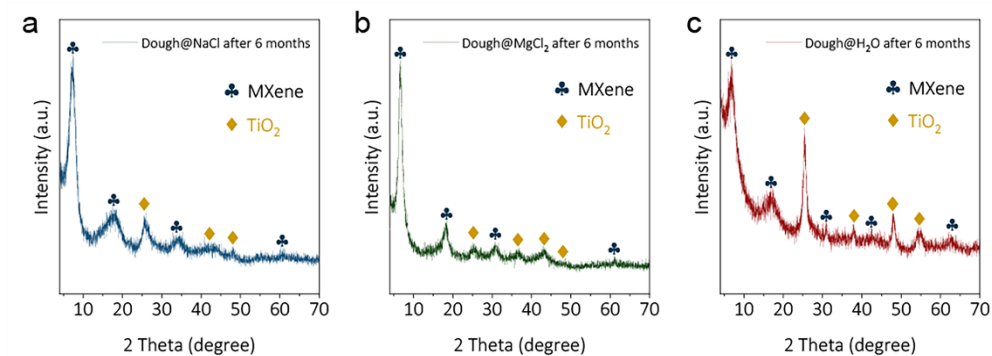 a
Dough@NaCl after 6 months
♣ MXene
♦ TiO₂
Intensity (a.u.)
10 20 30 40 50 60 70
2 Theta (degree)
b
Dough@MgCl₂ after 6 months
♣ MXene
♦ TiO₂
Intensity (a.u.)
10 20 30 40 50 60 70
2 Theta (degree)
c
Dough@H₂O after 6 months
♣ MXene
♦ TiO₂
Intensity (a.u.)
10 20 30 40 50 60 70
2 Theta (degree)